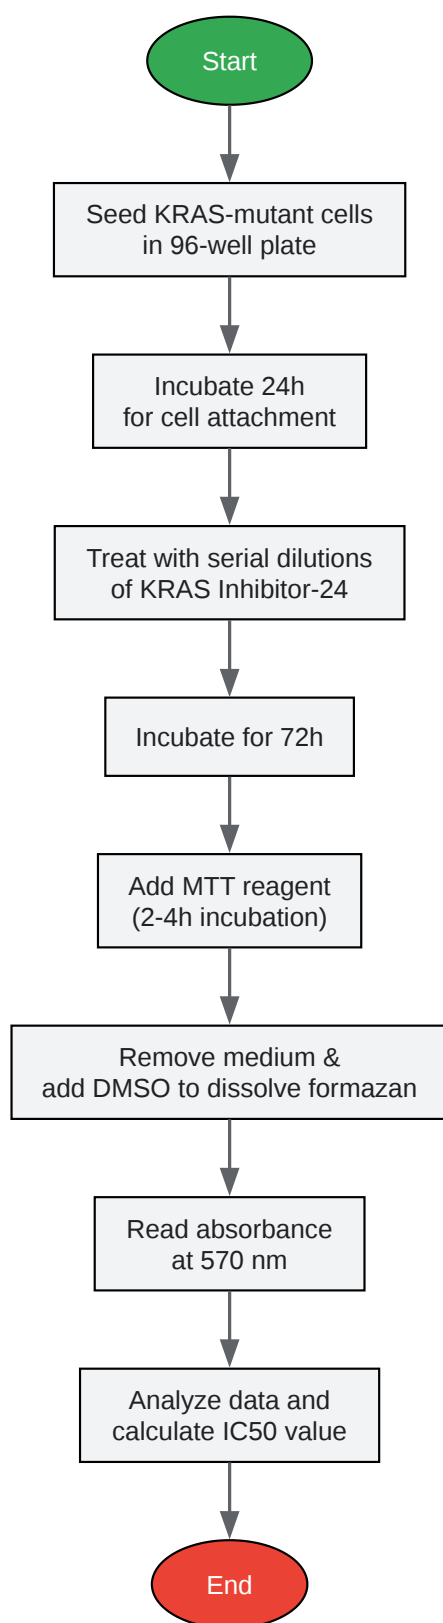 Start
Seed KRAS-mutant cells
in 96-well plate
Incubate 24h
for cell attachment
Treat with serial dilutions
of KRAS Inhibitor-24
Incubate for 72h
Add MTT reagent
(2-4h incubation)
Remove medium &
add DMSO to dissolve formazan
Read absorbance
at 570 nm
Analyze data and
calculate IC50 value
End